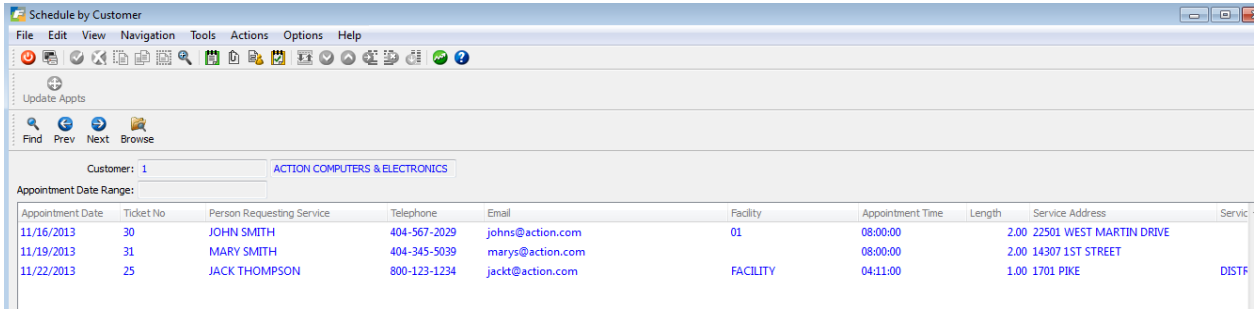 Schedule by Customer
File Edit View Navigation Tools Actions Options Help
Update Appts
Find Prev Next Browse
Customer: 1 ACTION COMPUTERS & ELECTRONICS
Appointment Date Range:
Appointment Date Ticket No Person Requesting Service Telephone Email Facility Appointment Time Length Service Address Servic
11/16/2013 30 JOHN SMITH 404-567-2029 johns@action.com 01 08:00:00 2.00 22501 WEST MARTIN DRIVE
11/19/2013 31 MARY SMITH 404-345-5039 marys@action.com 08:00:00 2.00 14307 1ST STREET
11/22/2013 25 JACK THOMPSON 800-123-1234 jackt@action.com FACILITY 04:11:00 1.00 1701 PIKE DISTR